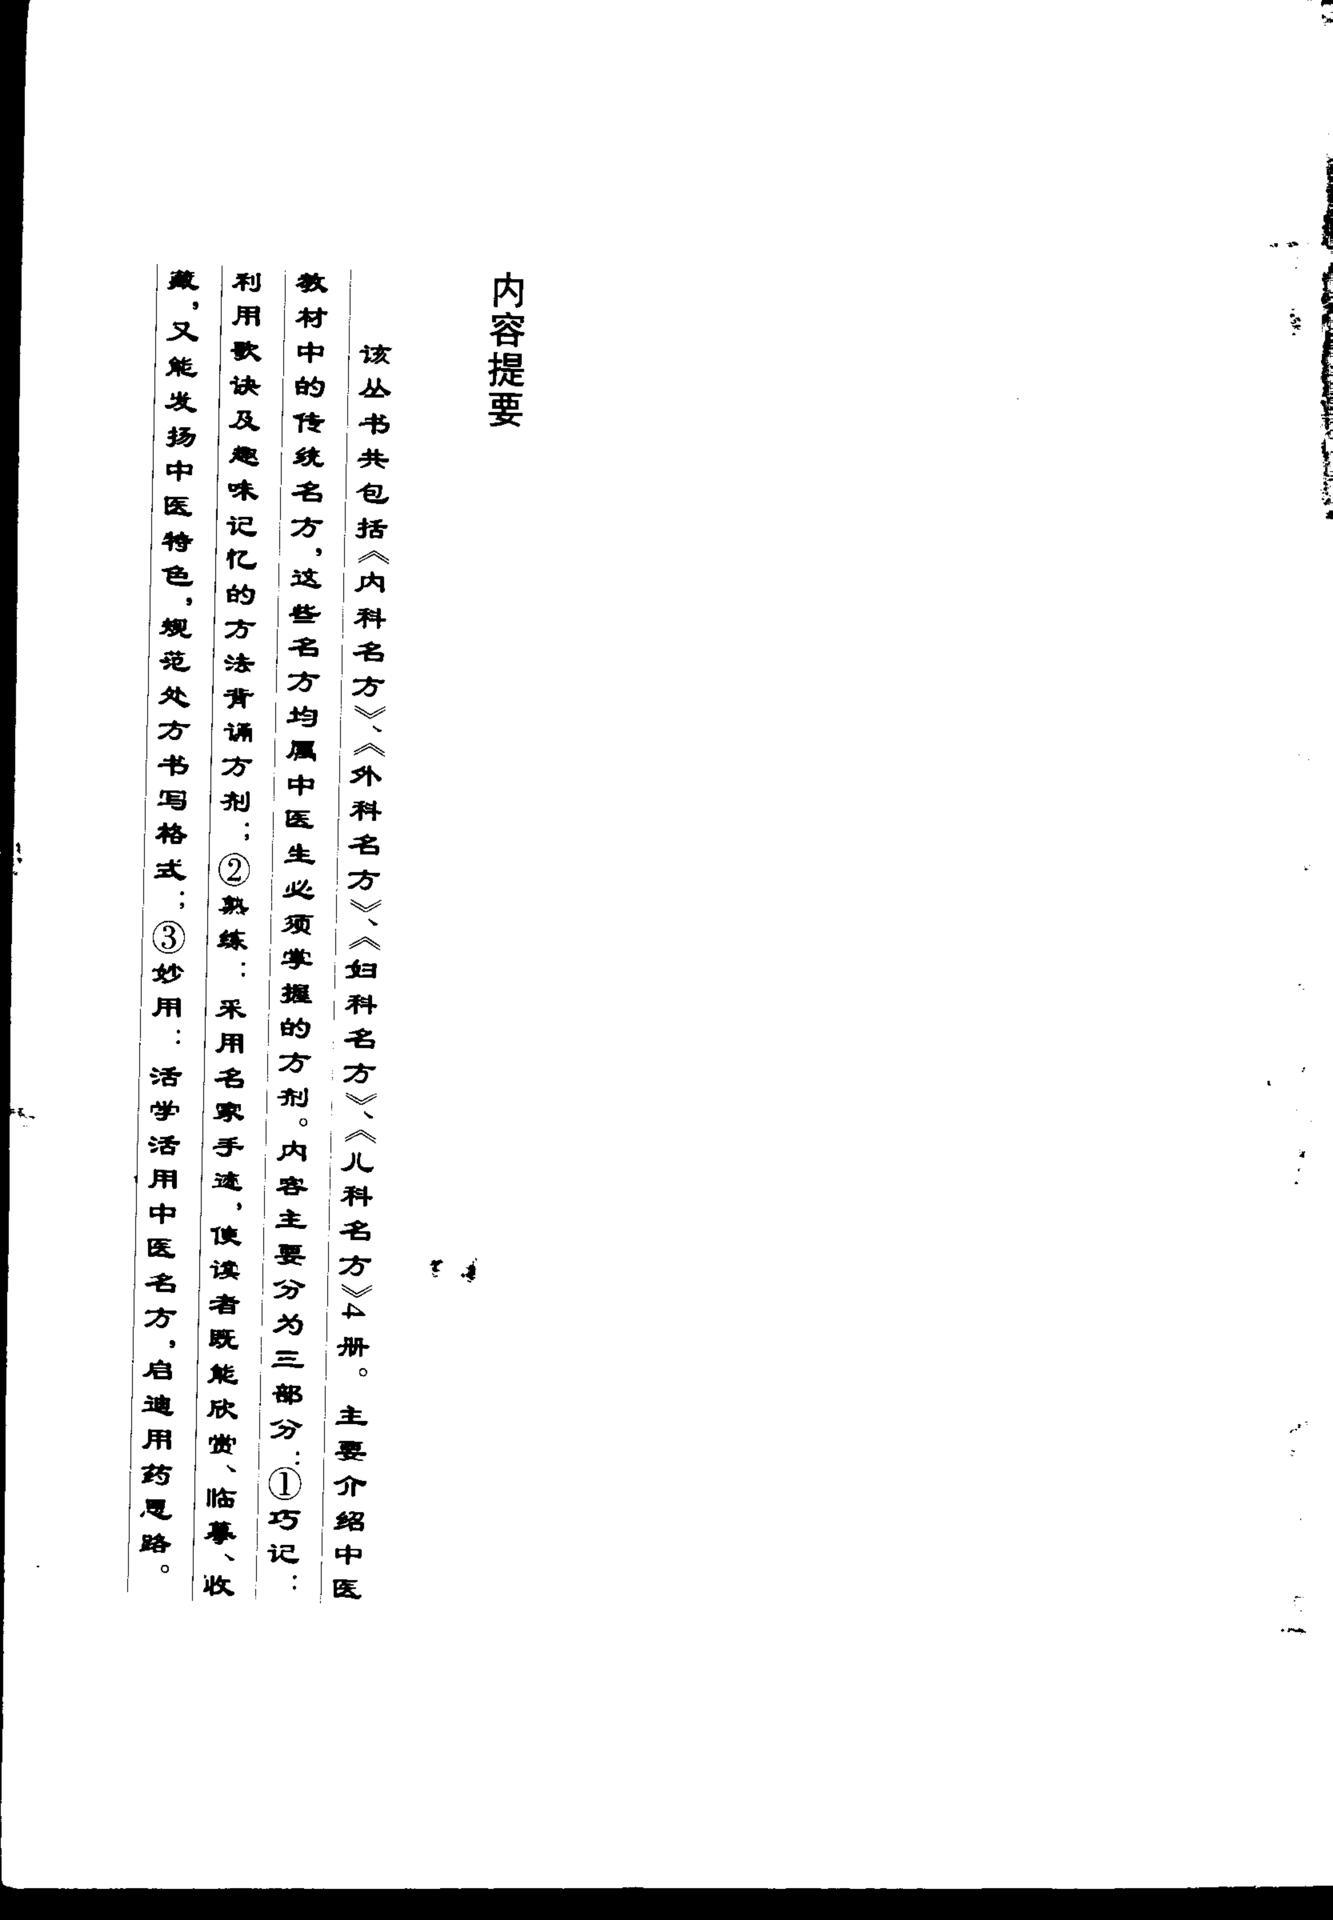 内容提要
该丛书共包括《内科名方》、《外科名方》、《妇科名方》、《儿科名方》4册。主要介绍中医
教材中的传统名方，这些名方均属中医生必须掌握的方剂。内容主要分为三部分：①巧记：
利用歌诀及趣味记忆的方法背诵方剂；②熟练：采用名家手迹，使读者既能欣赏、临摹、收
藏，又能发扬中医特色，规范处方书写格式；③妙用：活学活用中医名方，启迪用药思路。